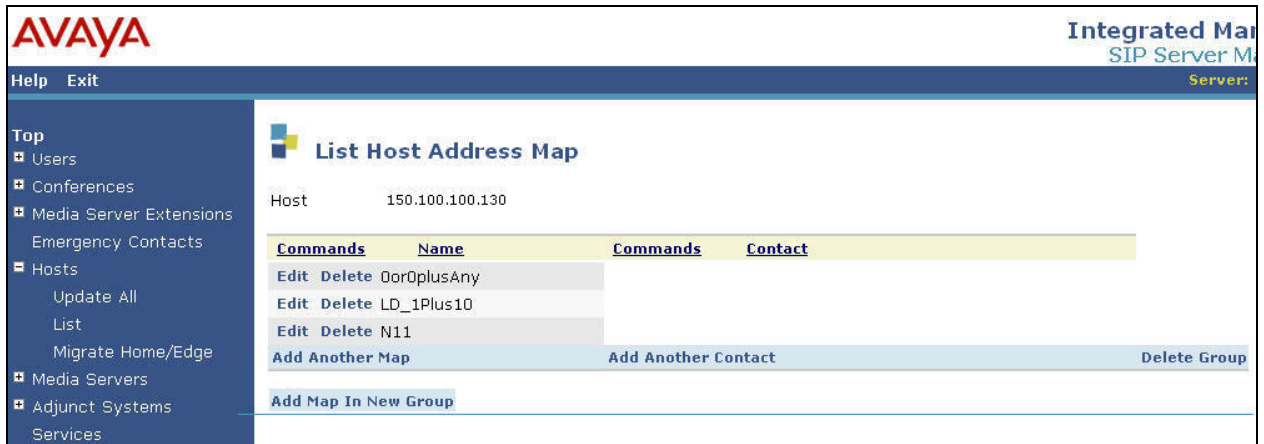 AVAYA
Integrated Mar
SIP Server Ma
Help Exit
Server:
Top
Users
Conferences
Media Server Extensions
Emergency Contacts
Hosts
Update All
List
Migrate Home/Edge
Media Servers
Adjunct Systems
Services
List Host Address Map
Host 150.100.100.130
Commands Name Commands Contact
Edit Delete 0or0plusAny
Edit Delete LD_1Plus10
Edit Delete N11
Add Another Map Add Another Contact Delete Group
Add Map In New Group